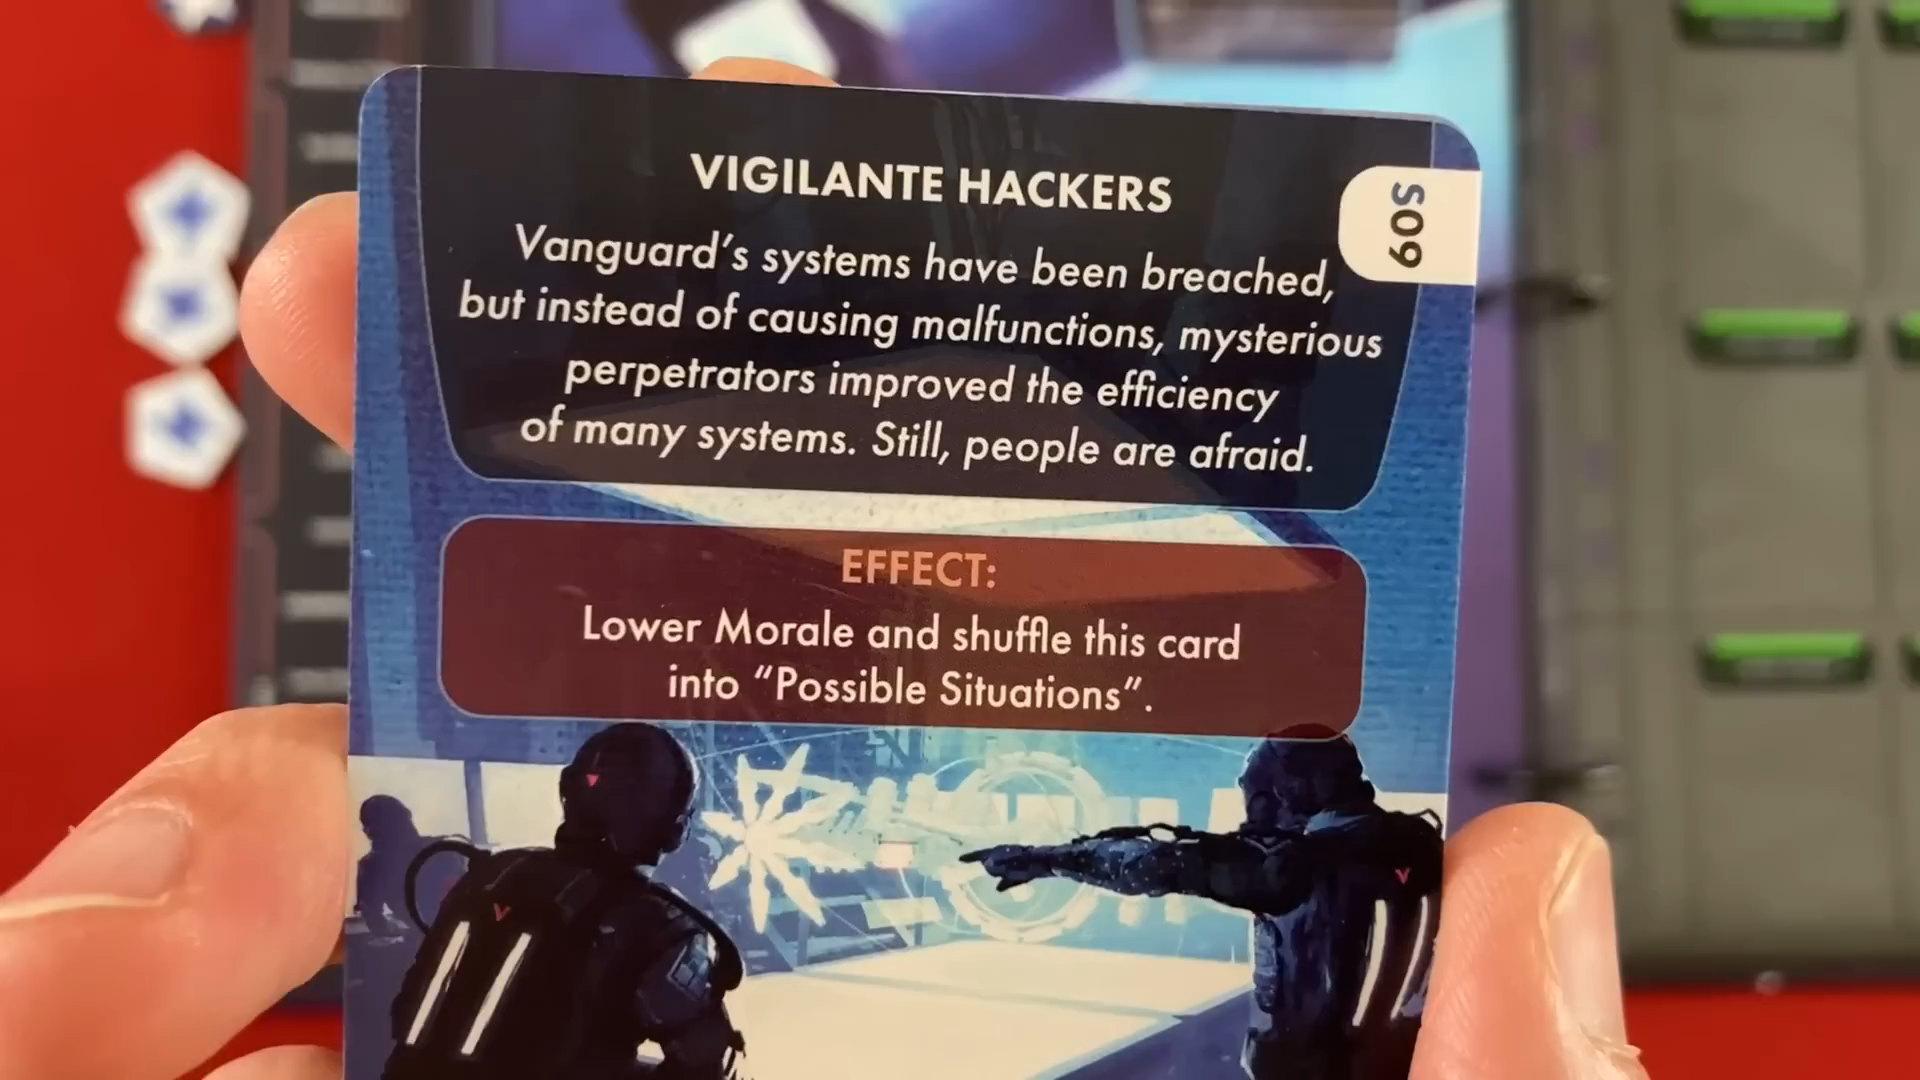 VIGILANTE HACKERS
S09
Vanguard's systems have been breached,
but instead of causing malfunctions, mysterious
perpetrators improved the efficiency
of many systems. Still, people are afraid.
EFFECT:
Lower Morale and shuffle this card
into “Possible Situations”.